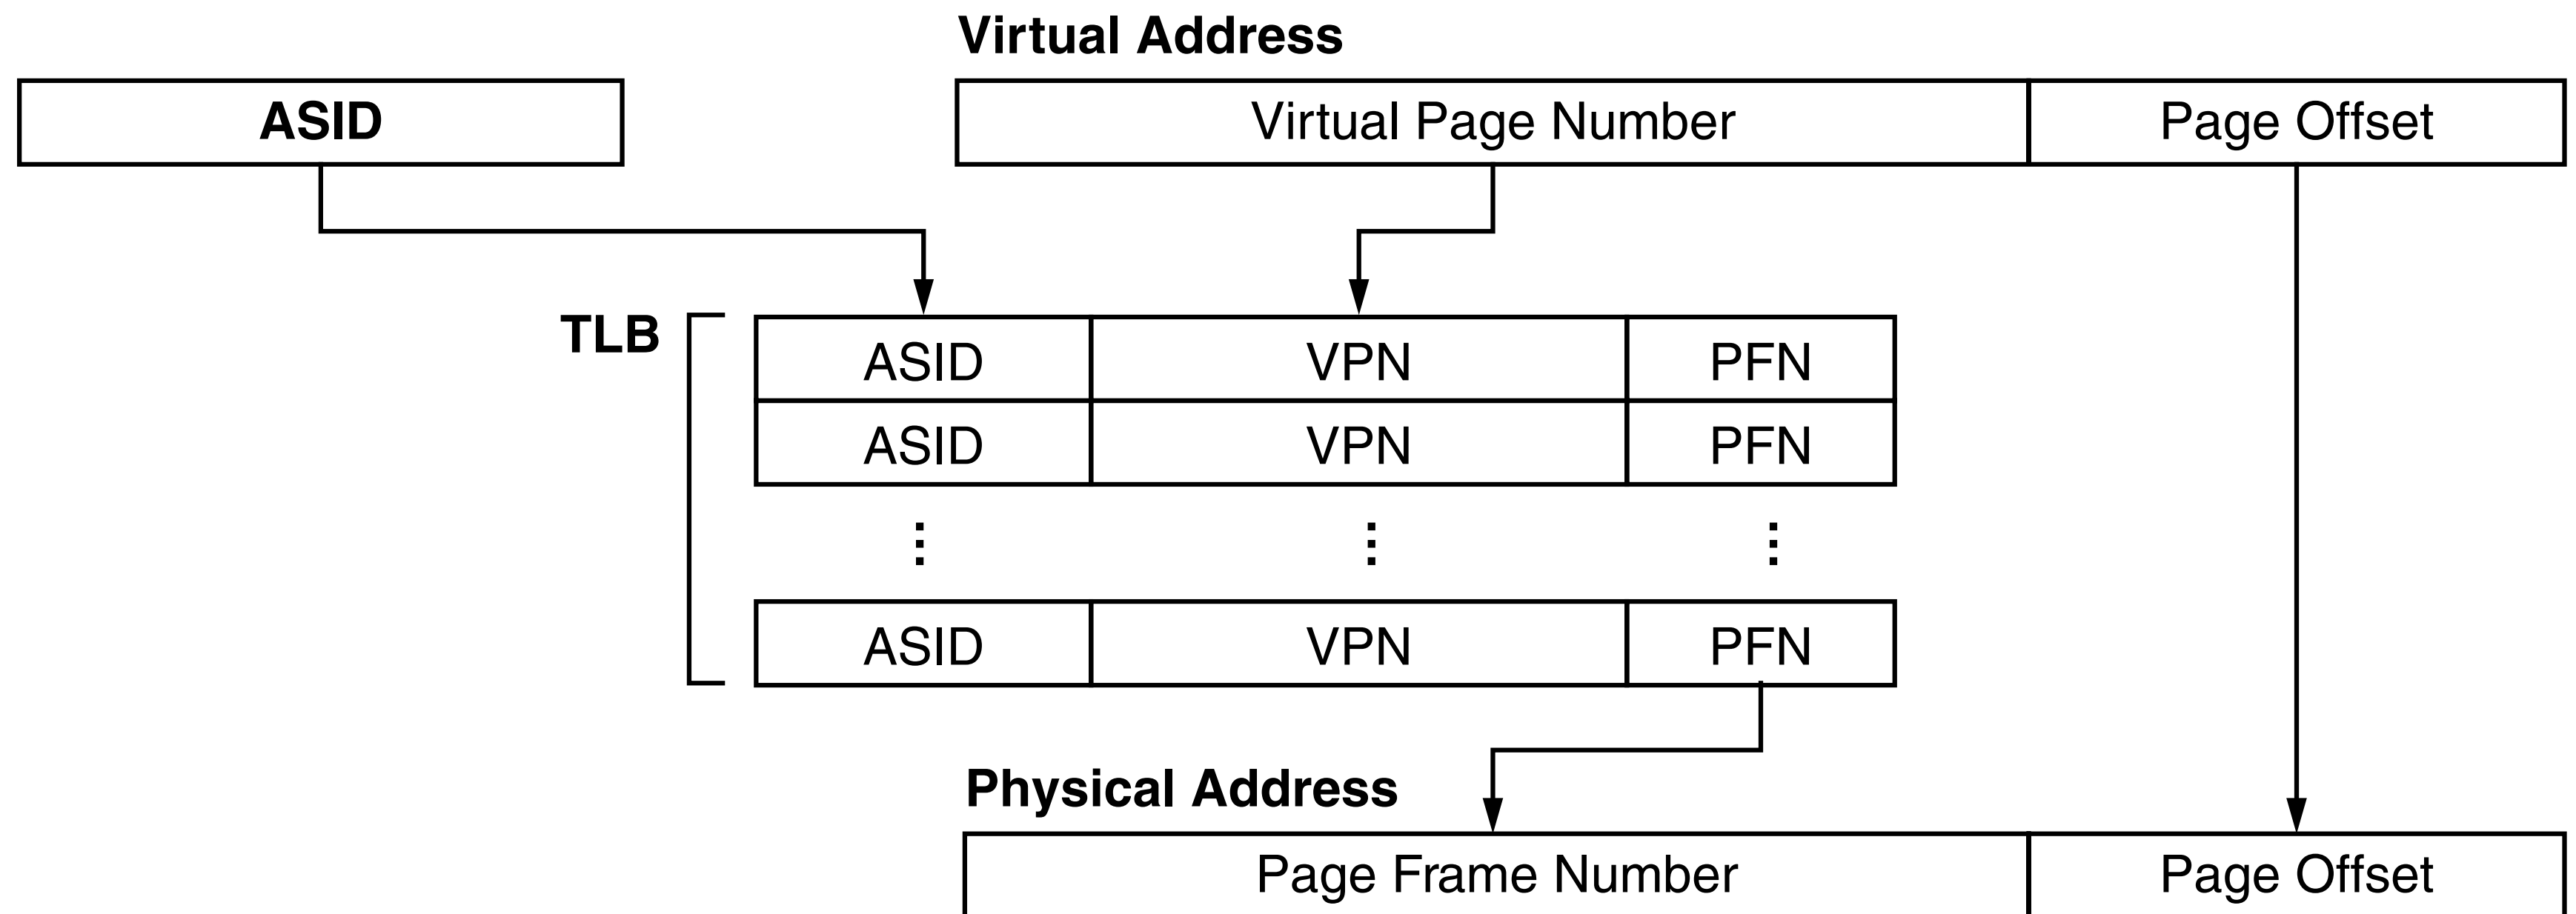 Virtual Address
ASID Virtual Page Number Page Offset
TLB
ASID VPN PFN
ASID VPN PFN
ASID VPN PFN
Physical Address
Page Frame Number Page Offset